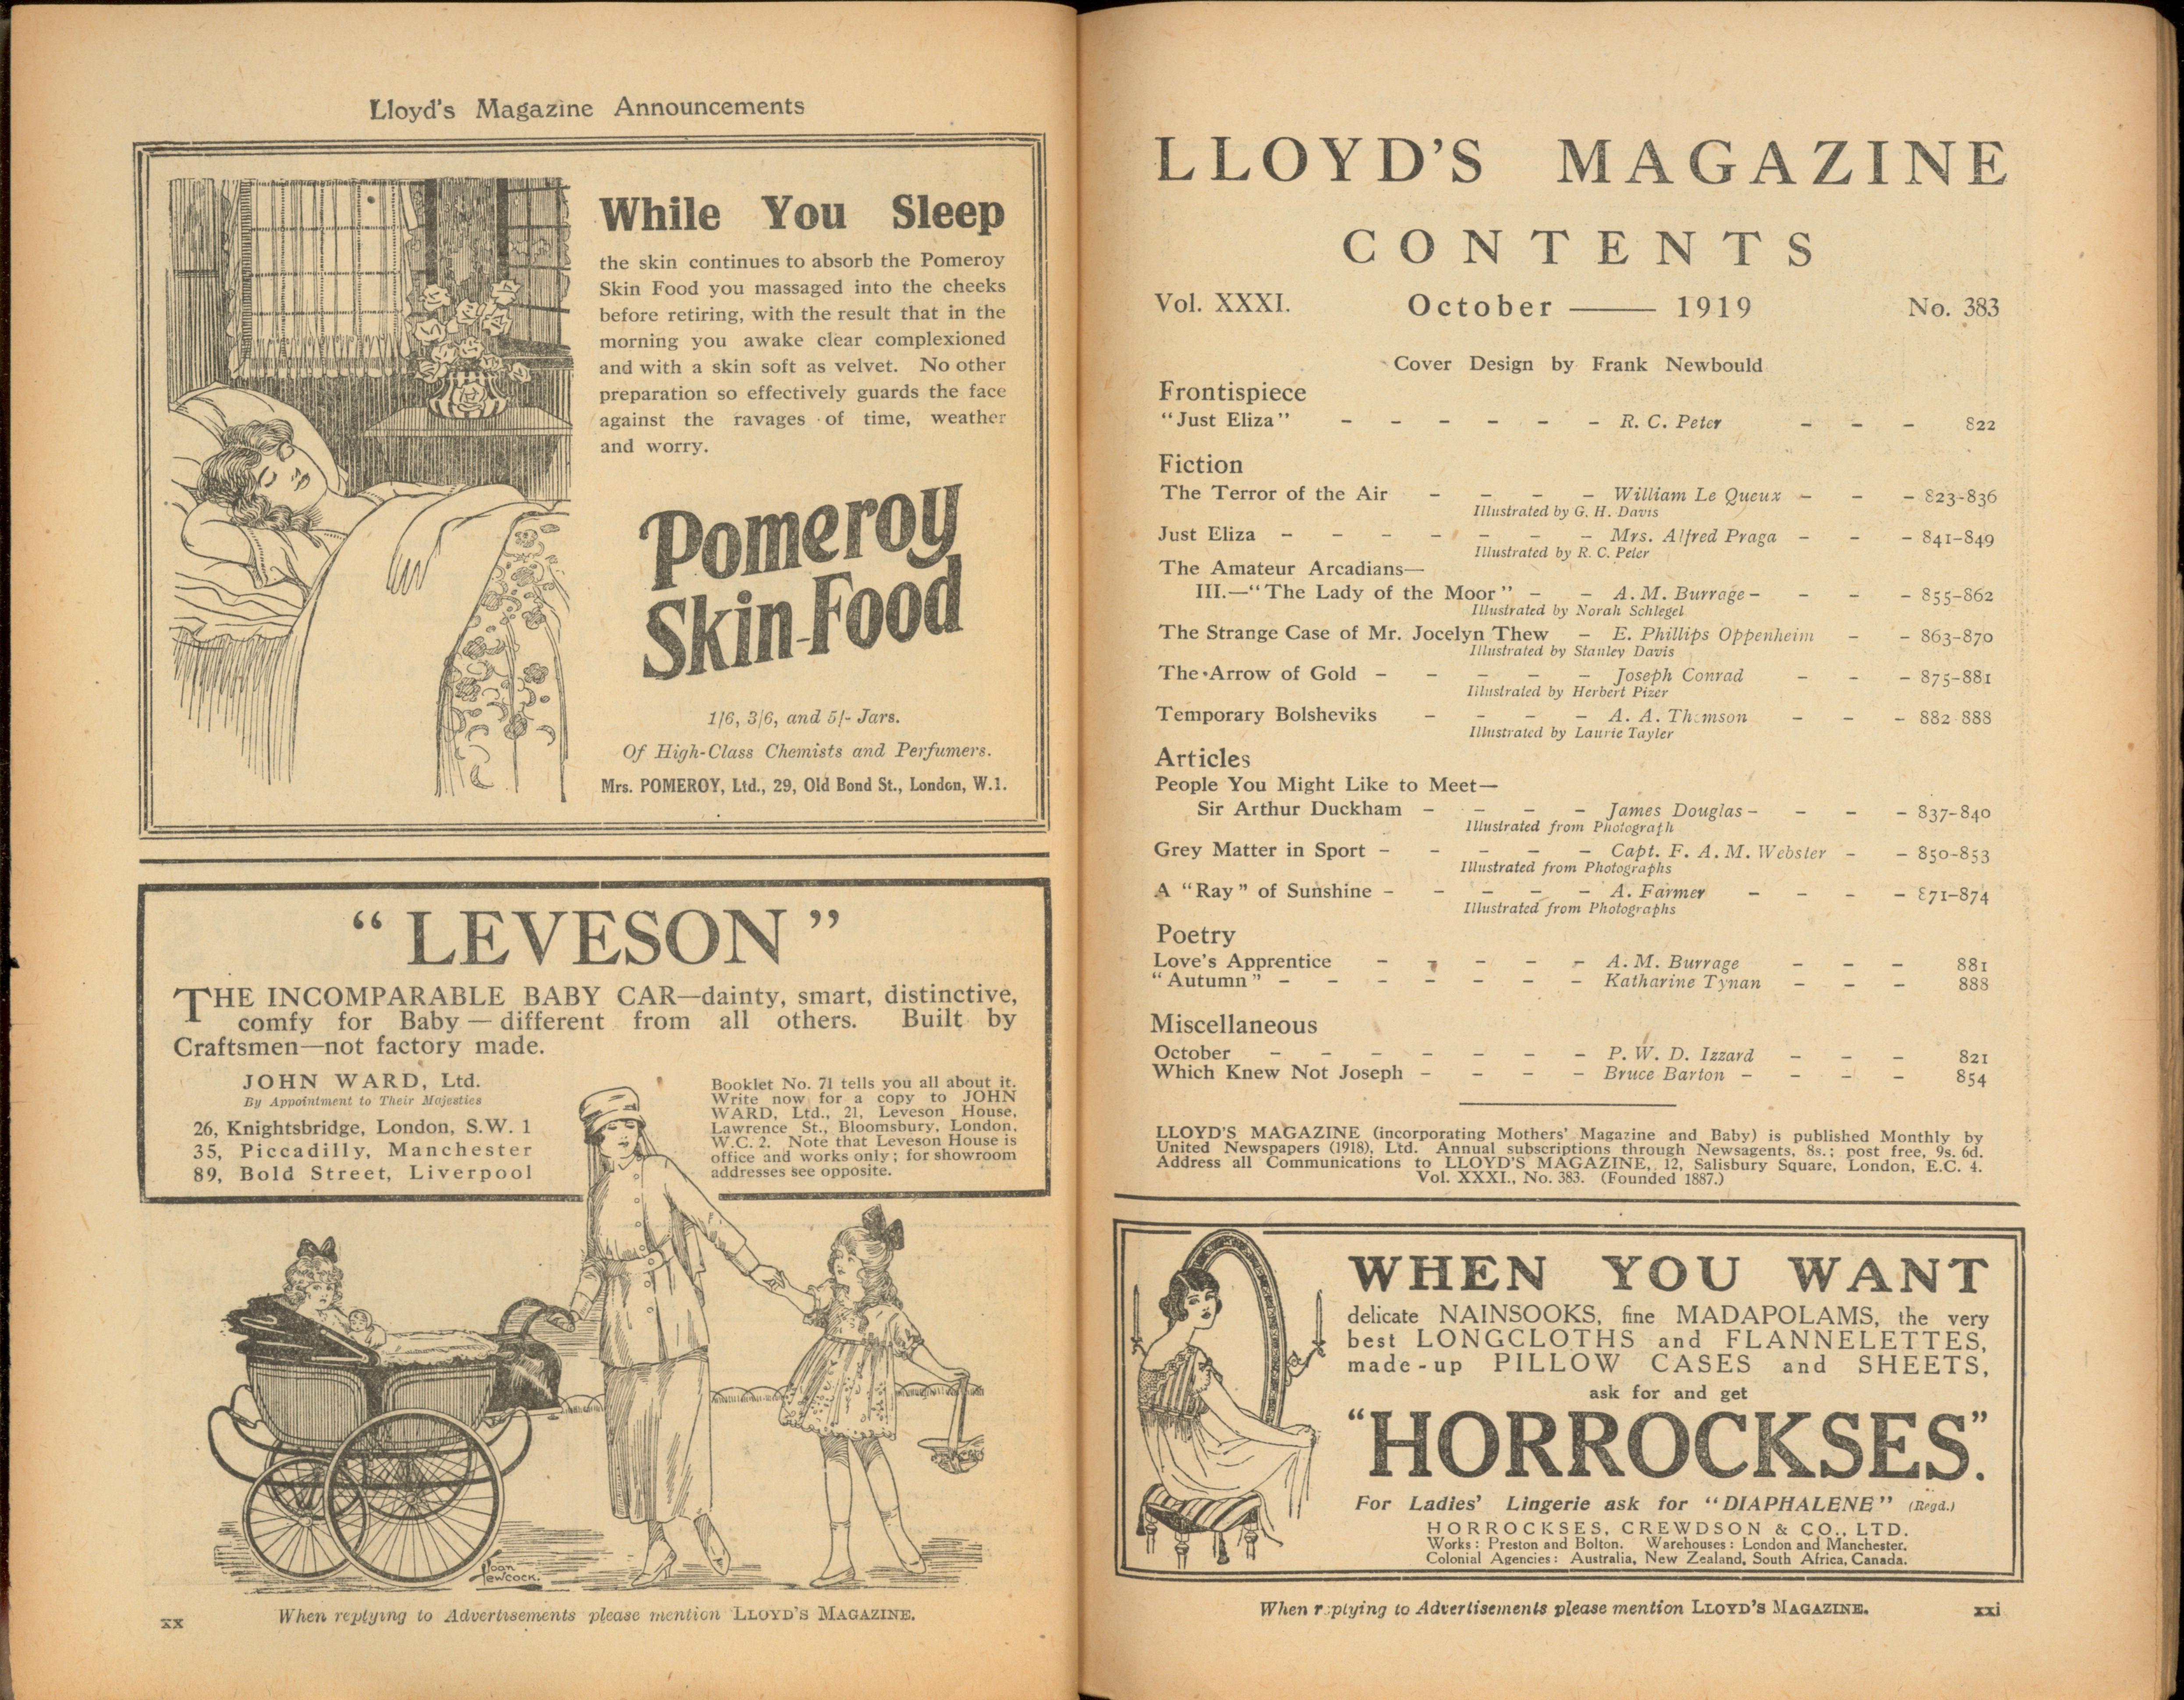 Lloyd's Magazine Announcements
While You Sleep
the skin continues to absorb the Pomeroy
Skin Food you massaged into the cheeks
before retiring, with the result that in the
morning you awake clear complexioned
and with a skin soft as velvet. No other
preparation so effectively guards the face
against the ravages of time, weather
and worry.
Pomeroy
Skin-Food
1/6, 3/6, and 5/- Jars.
Of High-Class Chemists and Perfumers.
Mrs. POMEROY, Ltd., 29, Old Bond St., London, W.1.
"LEVESON"
THE INCOMPARABLE BABY CAR—dainty, smart, distinctive,
comfy for Baby — different from all others. Built by
Craftsmen—not factory made.
JOHN WARD, Ltd.
By Appointment to Their Majesties
26, Knightsbridge, London, S.W. 1
35, Piccadilly, Manchester
89, Bold Street, Liverpool
Booklet No. 71 tells you all about it.
Write now for a copy to JOHN
WARD, Ltd., 21, Leveson House,
Lawrence St., Bloomsbury, London,
W.C. 2. Note that Leveson House is
office and works only; for showroom
addresses see opposite.
Joan
Jewcock.
xx
When replying to Advertisements please mention LLOYD'S MAGAZINE.
LLOYD'S MAGAZINE
CONTENTS
Vol. XXXI. October —— 1919 No. 383
Cover Design by Frank Newbould
Frontispiece
"Just Eliza" - - - - - - R. C. Peter - - - 822
Fiction
The Terror of the Air - - - - William Le Queux - - - 823-836
Illustrated by G. H. Davis
Just Eliza - - - - - - - Mrs. Alfred Praga - - - 841-849
Illustrated by R. C. Peter
The Amateur Arcadians—
III.—"The Lady of the Moor" - - A. M. Burrage - - - - 855-862
Illustrated by Norah Schlegel
The Strange Case of Mr. Jocelyn Thew - E. Phillips Oppenheim - - 863-870
Illustrated by Stanley Davis
The Arrow of Gold - - - - - Joseph Conrad - - - 875-881
Illustrated by Herbert Pizer
Temporary Bolsheviks - - - - A. A. Thomson - - - 882 888
Illustrated by Laurie Tayler
Articles
People You Might Like to Meet—
Sir Arthur Duckham - - - - James Douglas - - - - 837-840
Illustrated from Photograph
Grey Matter in Sport - - - - - Capt. F. A. M. Webster - - 850-853
Illustrated from Photographs
A "Ray" of Sunshine - - - - - A. Farmer - - - - 871-874
Illustrated from Photographs
Poetry
Love's Apprentice - - - - - A. M. Burrage - - - 881
"Autumn" - - - - - - - Katharine Tynan - - - 888
Miscellaneous
October - - - - - - - P. W. D. Izzard - - - 821
Which Knew Not Joseph - - - - Bruce Barton - - - - 854
LLOYD'S MAGAZINE (incorporating Mothers' Magazine and Baby) is published Monthly by
United Newspapers (1918), Ltd. Annual subscriptions through Newsagents, 8s.; post free, 9s. 6d.
Address all Communications to LLOYD'S MAGAZINE, 12, Salisbury Square, London, E.C. 4.
Vol. XXXI., No. 383. (Founded 1887.)
WHEN YOU WANT
delicate NAINSOOKS, fine MADAPOLAMS, the very
best LONGCLOTHS and FLANNELETTES,
made-up PILLOW CASES and SHEETS,
ask for and get
"HORROCKSES".
For Ladies' Lingerie ask for "DIAPHALENE" (Regd.)
HORROCKSES, CREWDSON & CO., LTD.
Works: Preston and Bolton. Warehouses: London and Manchester.
Colonial Agencies: Australia, New Zealand, South Africa, Canada.
When replying to Advertisements please mention LLOYD'S MAGAZINE.
xxi